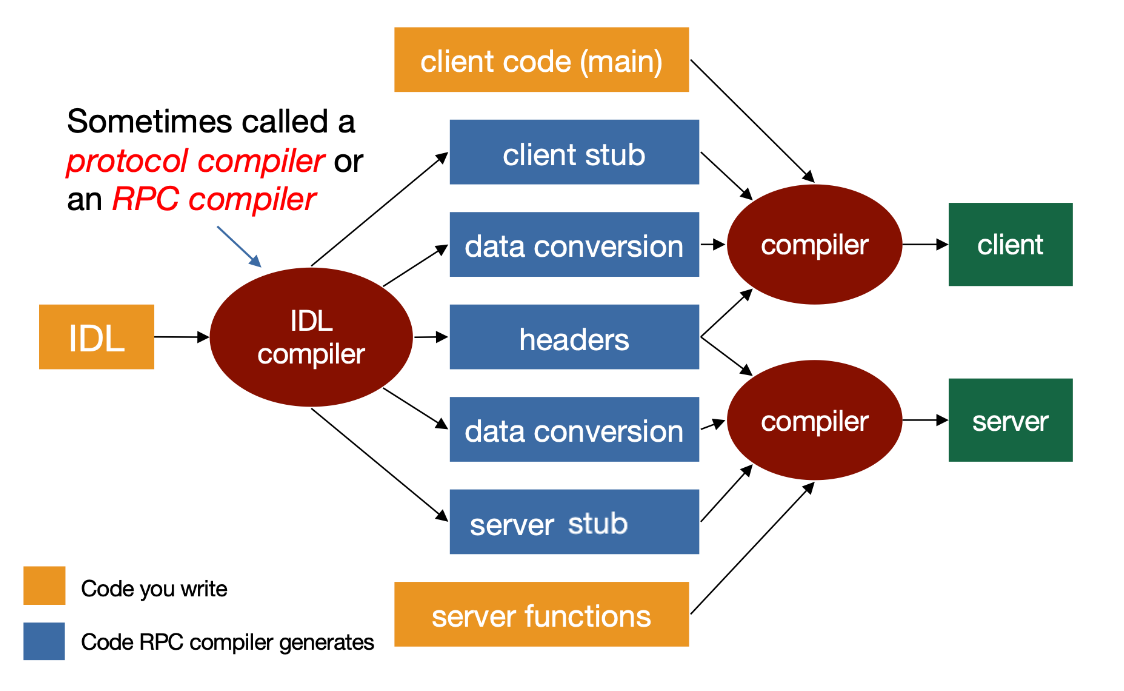 client code (main)
Sometimes called a
protocol compiler or
an RPC compiler
client stub
data conversion
compiler
client
IDL
IDL
compiler
headers
data conversion
compiler
server
server stub
server functions
Code you write
Code RPC compiler generates